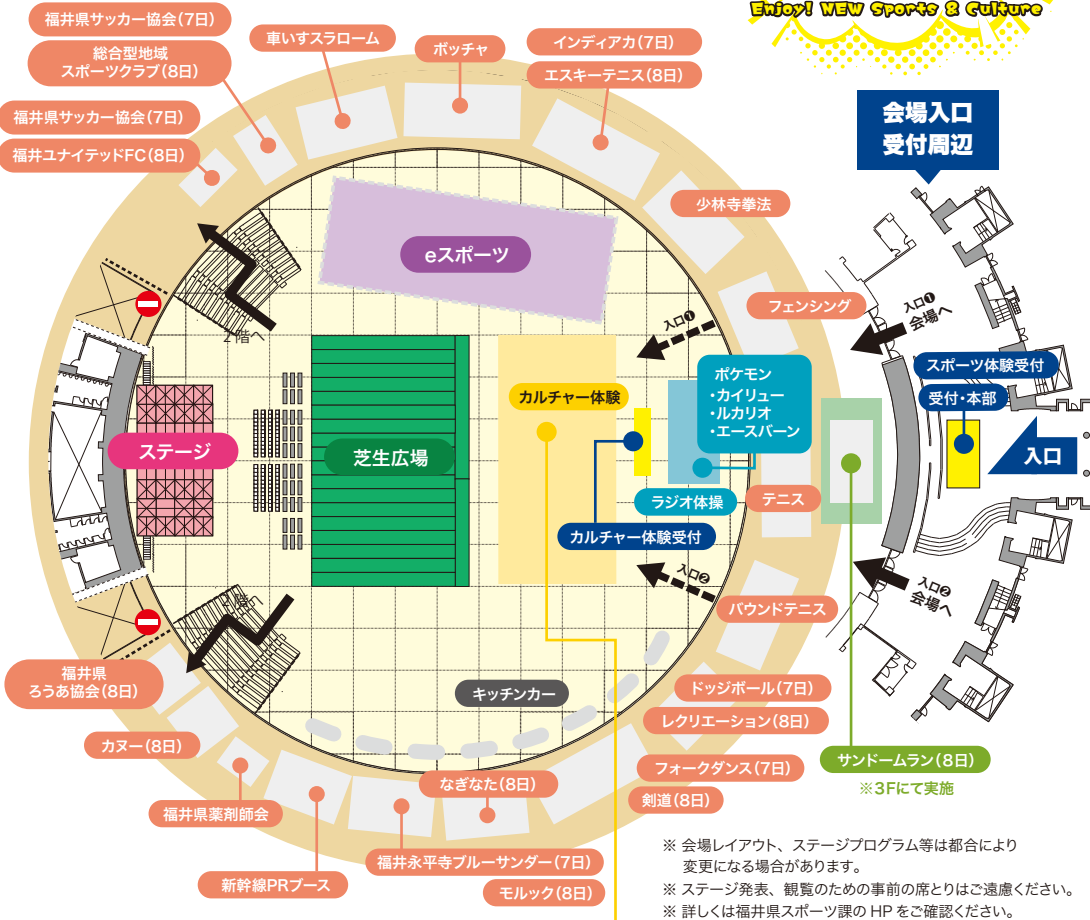 Enjoy! NEW Sports & Culture
福井県サッカー協会(7日)
総合型地域
スポーツクラブ(8日)
車いすスラローム
ボッチャ
インディアカ(7日)
エスキーテニス(8日)
福井県サッカー協会(7日)
福井ユナイテッドFC(8日)
会場入口
受付周辺
少林寺拳法
eスポーツ
フェンシング
入口❶
入口❶
会場へ
2階へ
スポーツ体験受付
受付・本部
ポケモン
・カイリュー
・ルカリオ
・エースバーン
カルチャー体験
ステージ
芝生広場
入口
ラジオ体操
テニス
カルチャー体験受付
入口❷
入口❷
会場へ
2階へ
バウンドテニス
福井県
ろうあ協会(8日)
キッチンカー
ドッジボール(7日)
レクリエーション(8日)
カヌー(8日)
サンドームラン(8日)
※3Fにて実施
フォークダンス(7日)
剣道(8日)
なぎなた(8日)
福井県薬剤師会
福井永平寺ブルーサンダー(7日)
モルック(8日)
新幹線PRブース
※ 会場レイアウト、ステージプログラム等は都合により
変更になる場合があります。
※ ステージ発表、観覧のための事前の席とりはご遠慮ください。
※ 詳しくは福井県スポーツ課の HP をご確認ください。